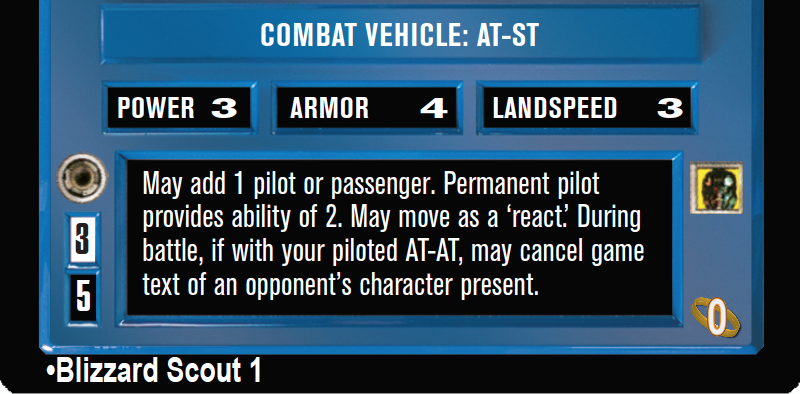 COMBAT VEHICLE: AT-ST
POWER 3 ARMOR 4 LANDSPEED 3
May add 1 pilot or passenger. Permanent pilot
provides ability of 2. May move as a ‘react.’ During
battle, if with your piloted AT-AT, may cancel game
text of an opponent’s character present.
3
5
0
•Blizzard Scout 1